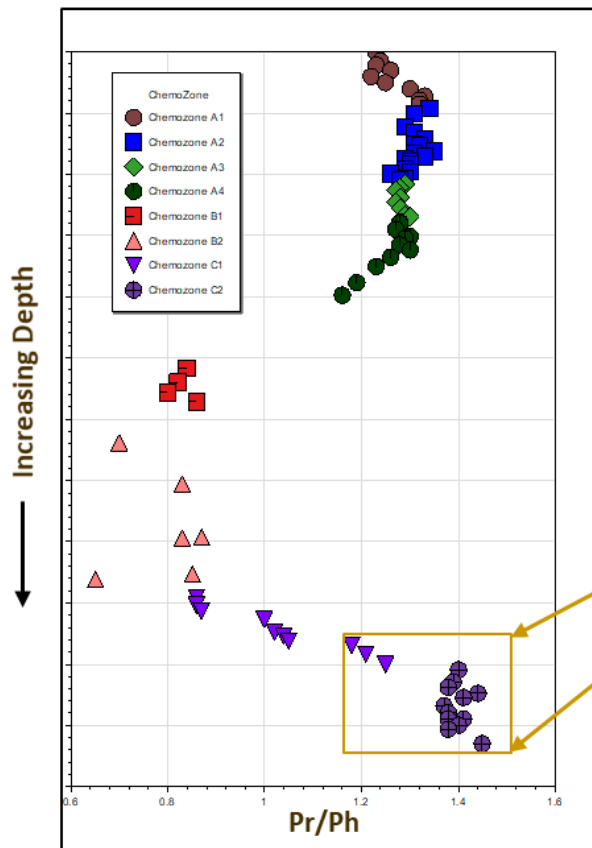 ChemoZone
Chemozone A1
Chemozone A2
Chemozone A3
Chemozone A4
Chemozone B1
Chemozone B2
Chemozone C1
Chemozone C2
Increasing Depth
0.6 0.8 1 1.2 1.4 1.6
Pr/Ph